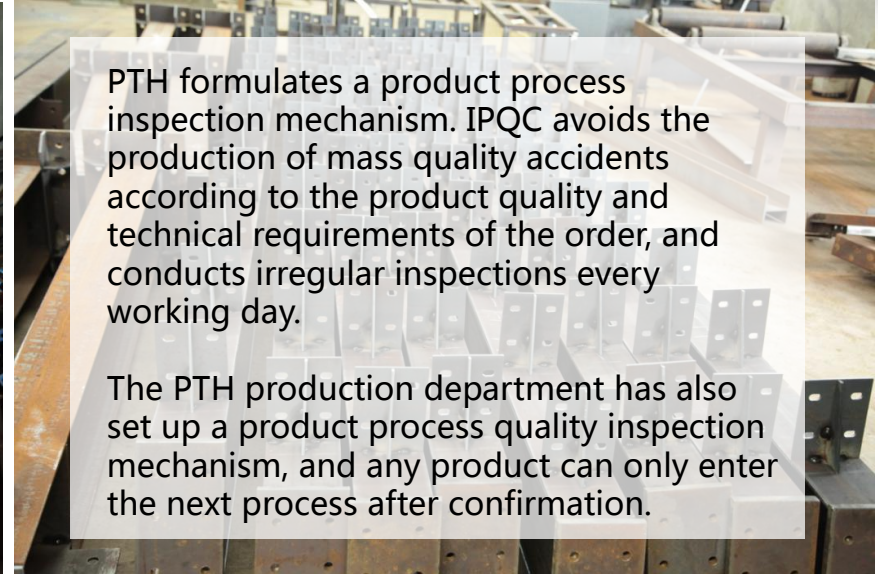 PTH formulates a product process
inspection mechanism. IPQC avoids the
production of mass quality accidents
according to the product quality and
technical requirements of the order, and
conducts irregular inspections every
working day.
The PTH production department has also
set up a product process quality inspection
mechanism, and any product can only enter
the next process after confirmation.